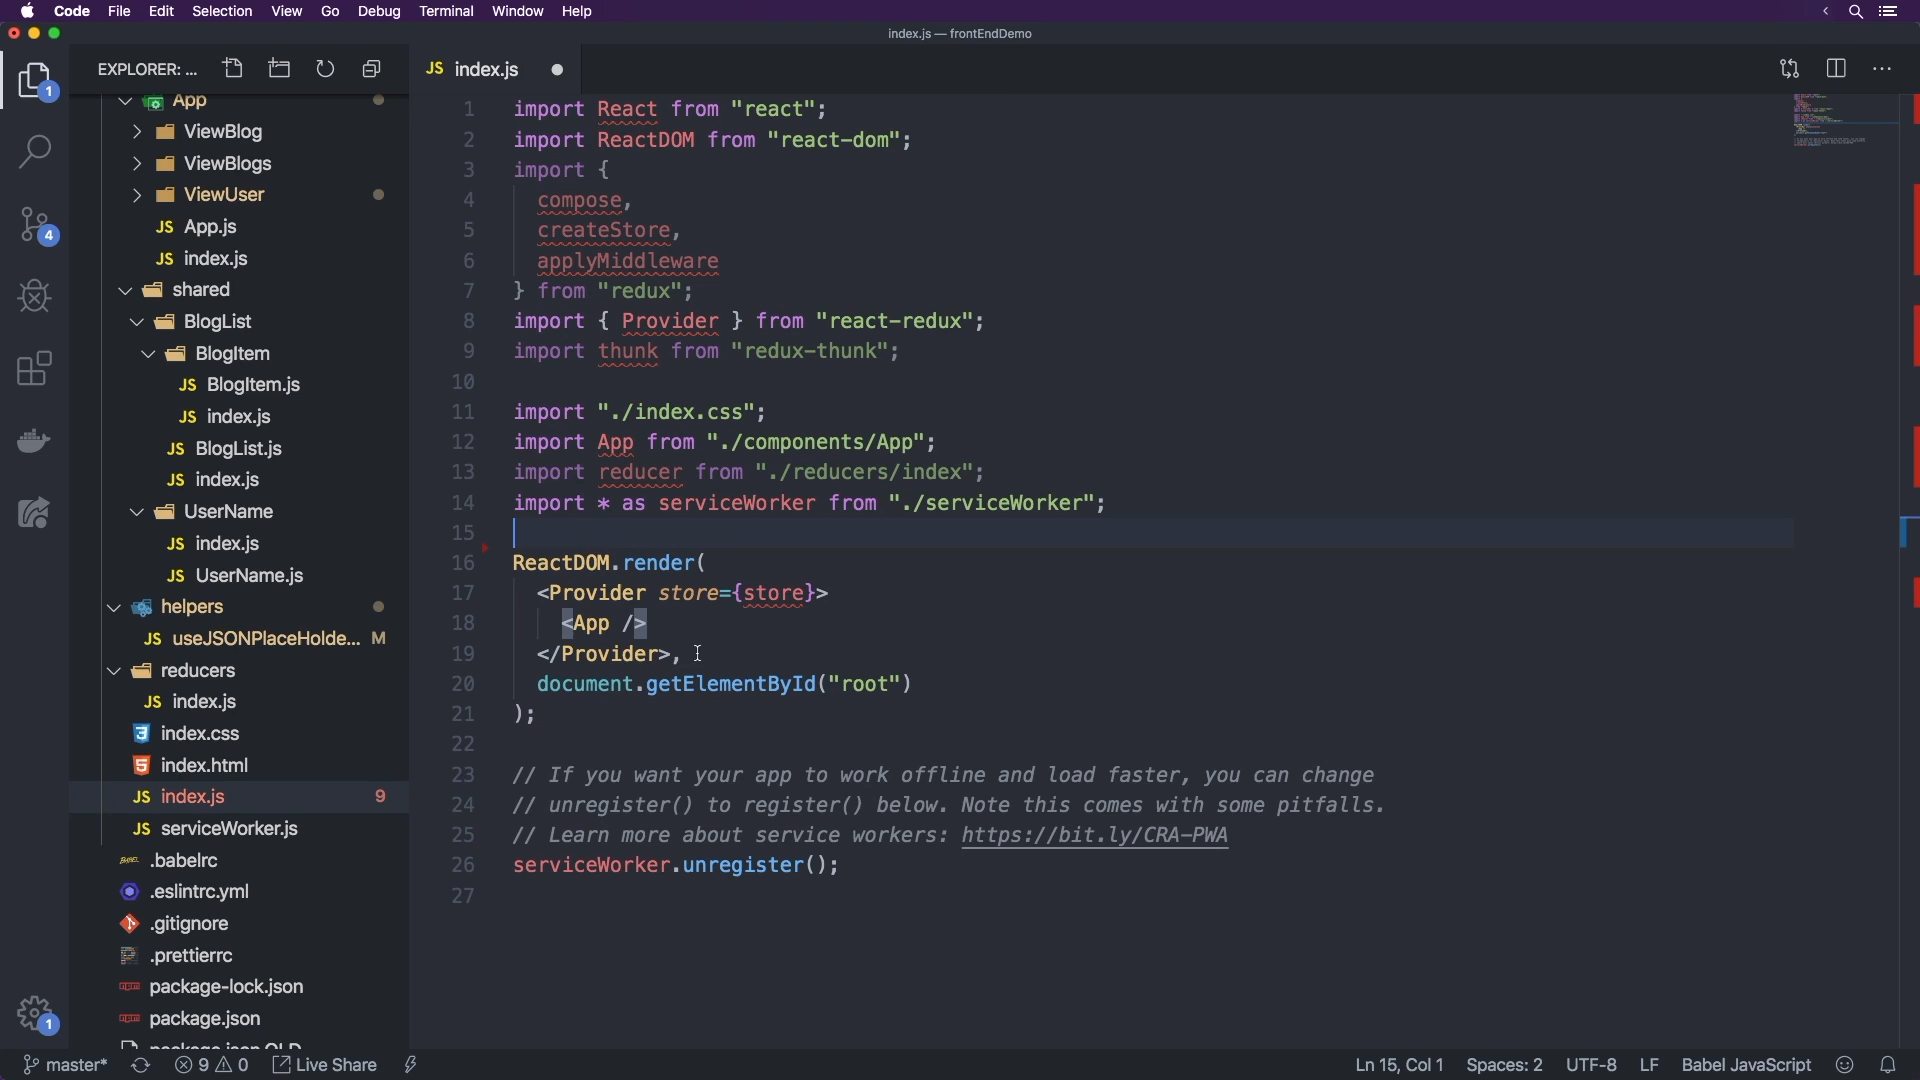 Code File Edit Selection View Go Debug Terminal Window Help
index.js — frontEndDemo
EXPLORER: ...
JS index.js
1
4
1
App
ViewBlog
ViewBlogs
ViewUser
JS App.js
JS index.js
shared
BlogList
BlogItem
JS BlogItem.js
JS index.js
JS BlogList.js
JS index.js
UserName
JS index.js
JS UserName.js
helpers
JS useJSONPlaceHolde... M
reducers
JS index.js
index.css
index.html
JS index.js 9
JS serviceWorker.js
.babelrc
.eslintrc.yml
.gitignore
.prettierrc
package-lock.json
package.json
1 import React from "react";
2 import ReactDOM from "react-dom";
3 import {
4 compose,
5 createStore,
6 applyMiddleware
7 } from "redux";
8 import { Provider } from "react-redux";
9 import thunk from "redux-thunk";
10
11 import "./index.css";
12 import App from "./components/App";
13 import reducer from "./reducers/index";
14 import * as serviceWorker from "./serviceWorker";
15
16 ReactDOM.render(
17 <Provider store={store}>
18 <App />
19 </Provider>,
20 document.getElementById("root")
21 );
22
23 // If you want your app to work offline and load faster, you can change
24 // unregister() to register() below. Note this comes with some pitfalls.
25 // Learn more about service workers: https://bit.ly/CRA-PWA
26 serviceWorker.unregister();
27
master* 9 0 Live Share Ln 15, Col 1 Spaces: 2 UTF-8 LF Babel JavaScript